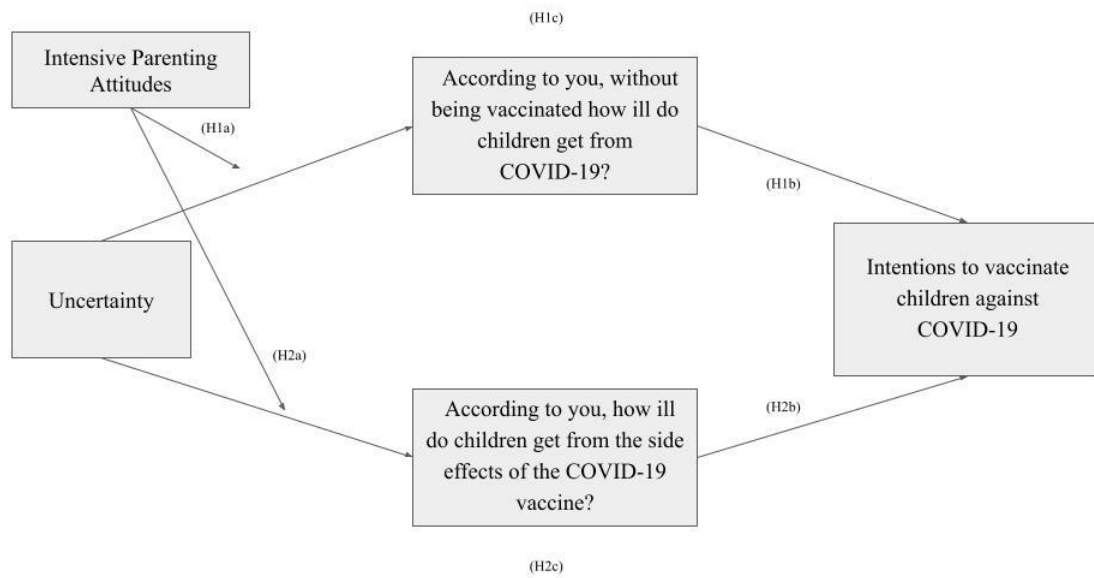 (H1c)
Intensive Parenting
Attitudes
(H1a)
According to you, without
being vaccinated how ill do
children get from
COVID-19?
(H1b)
Uncertainty
Intentions to vaccinate
children against
COVID-19
(H2a)
According to you, how ill
do children get from the side
effects of the COVID-19
vaccine?
(H2b)
(H2c)